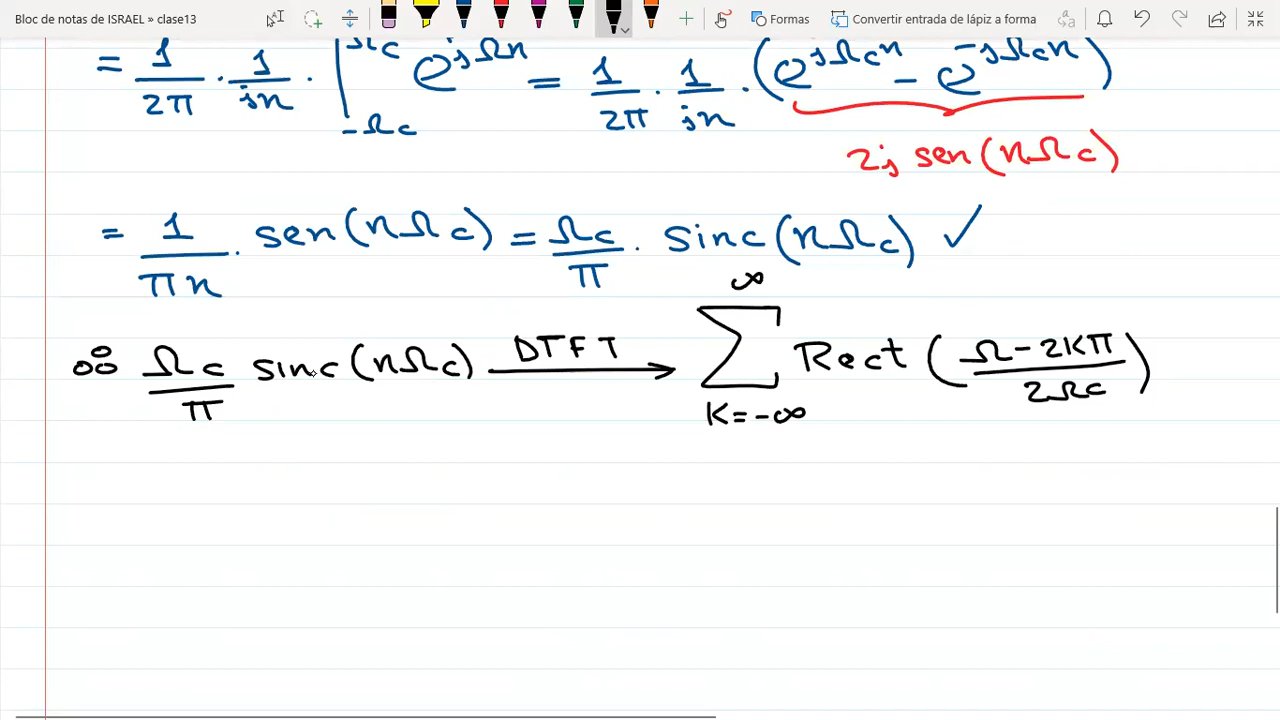 Bloc de notas de ISRAEL » clase13
Formas
Convertir entrada de lápiz a forma
= 1/2π · 1/jn · |_{-Ωc}^{Ωc} e^{jΩn} = 1/2π · 1/jn · (e^{jΩcn} - e^{-jΩcn})
2j sen(nΩc)
= 1/πn · sen(nΩc) = Ωc/π · sinc(nΩc) ✓
∴ Ωc/π sinc(nΩc) DTFT → ∑_{K=-∞}^{∞} Rect((Ω-2Kπ)/2Ωc)